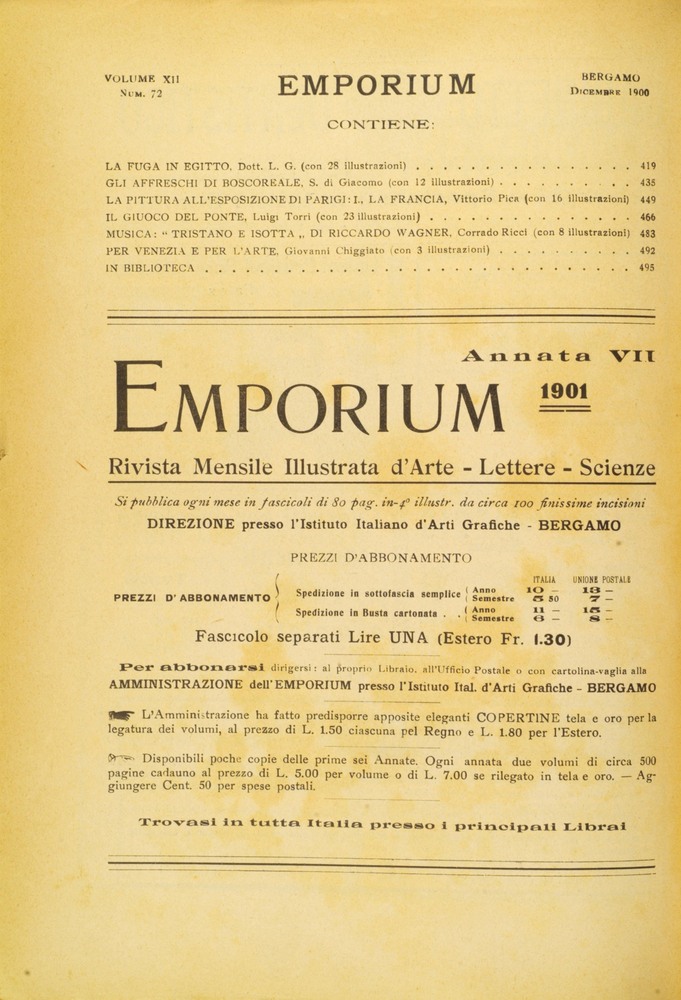 VOLUME XII
NUM. 72
EMPORIUM
BERGAMO
DICEMBRE 1900
CONTIENE:
LA FUGA IN EGITTO, Dott. L. G. (con 28 illustrazioni) . . . . . . . . . . . . . . . . 419
GLI AFFRESCHI DI BOSCOREALE, S. di Giacomo (con 12 illustrazioni) . . . . . . . . . . 435
LA PITTURA ALL'ESPOSIZIONE DI PARIGI: I., LA FRANCIA, Vittorio Pica (con 16 illustrazioni) 449
IL GIUOCO DEL PONTE, Luigi Torri (con 23 illustrazioni) . . . . . . . . . . . . . . . 466
MUSICA: “ TRISTANO E ISOTTA „ DI RICCARDO WAGNER, Corrado Ricci (con 8 illustrazioni) 483
PER VENEZIA E PER L'ARTE, Giovanni Chiggiato (con 3 illustrazioni) . . . . . . . . . . 492
IN BIBLIOTECA . . . . . . . . . . . . . . . . . . . . . . . . . . . . . . 495
Annata VII
EMPORIUM 1901
Rivista Mensile Illustrata d'Arte - Lettere - Scienze
Si pubblica ogni mese in fascicoli di 80 pag. in-4° illustr. da circa 100 finissime incisioni
DIREZIONE presso l'Istituto Italiano d'Arti Grafiche - BERGAMO
PREZZI D'ABBONAMENTO
ITALIA UNIONE POSTALE
PREZZI D'ABBONAMENTO
Spedizione in sottofascia semplice ( Anno 10 — 13 —
( Semestre 5 50 7 —
Spedizione in Busta cartonata . . ( Anno 11 — 15 —
( Semestre 6 — 8 —
Fascicolo separati Lire UNA (Estero Fr. 1.30)
Per abbonarsi dirigersi: al proprio Libraio, all'Ufficio Postale o con cartolina-vaglia alla
AMMINISTRAZIONE dell'EMPORIUM presso l'Istituto Ital. d'Arti Grafiche - BERGAMO
☛ L'Amministrazione ha fatto predisporre apposite eleganti COPERTINE tela e oro per la
legatura dei volumi, al prezzo di L. 1.50 ciascuna pel Regno e L. 1.80 per l'Estero.
☞ Disponibili poche copie delle prime sei Annate. Ogni annata due volumi di circa 500
pagine cadauno al prezzo di L. 5.00 per volume o di L. 7.00 se rilegato in tela e oro. — Ag-
giungere Cent. 50 per spese postali.
Trovasi in tutta Italia presso i principali Librai